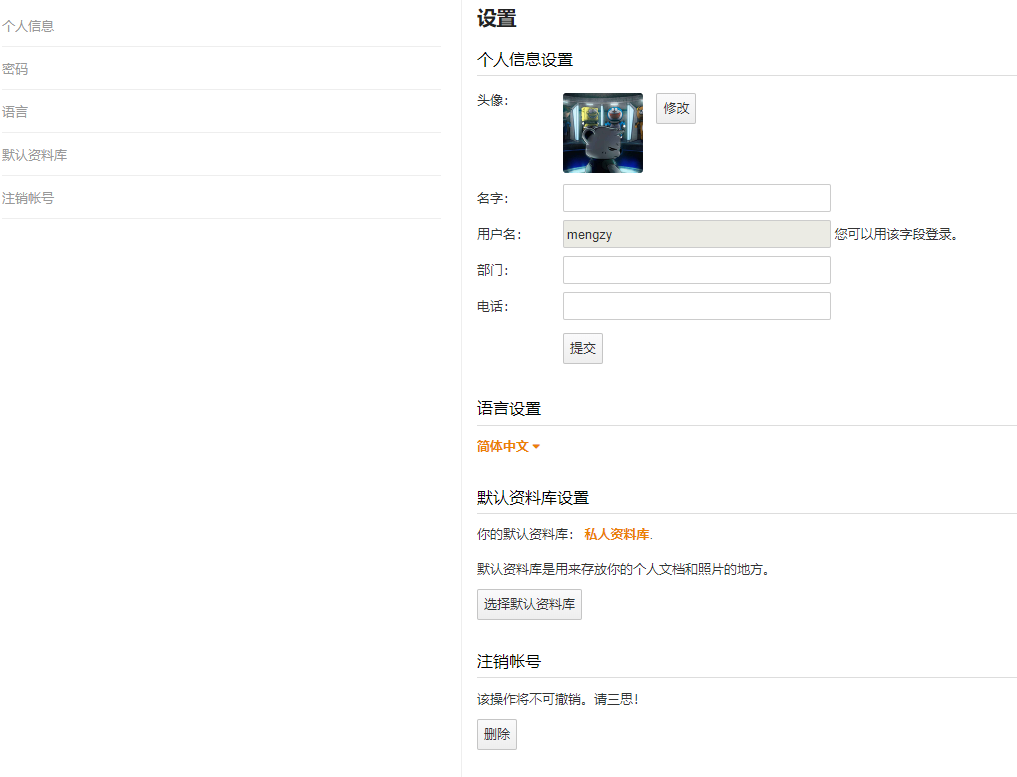 个人信息
密码
语言
默认资料库
注销帐号
设置
个人信息设置
头像:
修改
名字:
用户名: mengzy 您可以用该字段登录。
部门:
电话:
提交
语言设置
简体中文
默认资料库设置
你的默认资料库: 私人资料库.
默认资料库是用来存放你的个人文档和照片的地方。
选择默认资料库
注销帐号
该操作将不可撤销。请三思!
删除